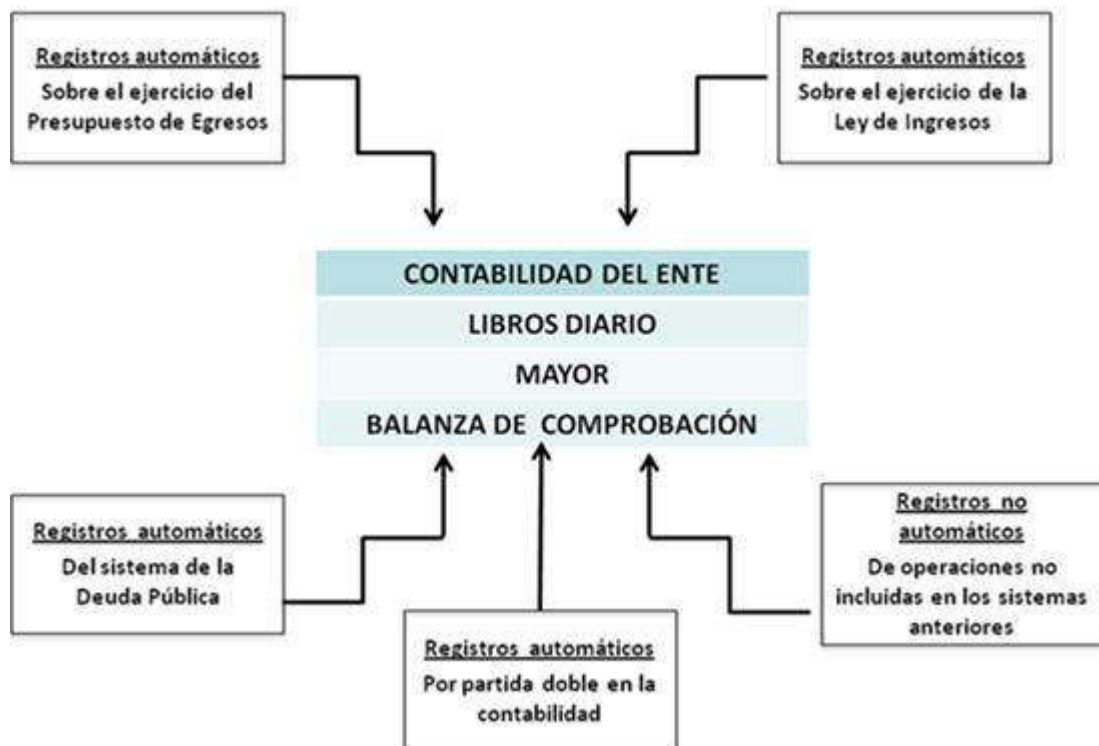 Registros automáticos
Sobre el ejercicio del
Presupuesto de Egresos
Registros automáticos
Sobre el ejercicio de la
Ley de Ingresos
CONTABILIDAD DEL ENTE
LIBROS DIARIO
MAYOR
BALANZA DE COMPROBACIÓN
Registros automáticos
Del sistema de la
Deuda Pública
Registros automáticos
Por partida doble en la
contabilidad
Registros no
automáticos
De operaciones no
incluidas en los sistemas
anteriores